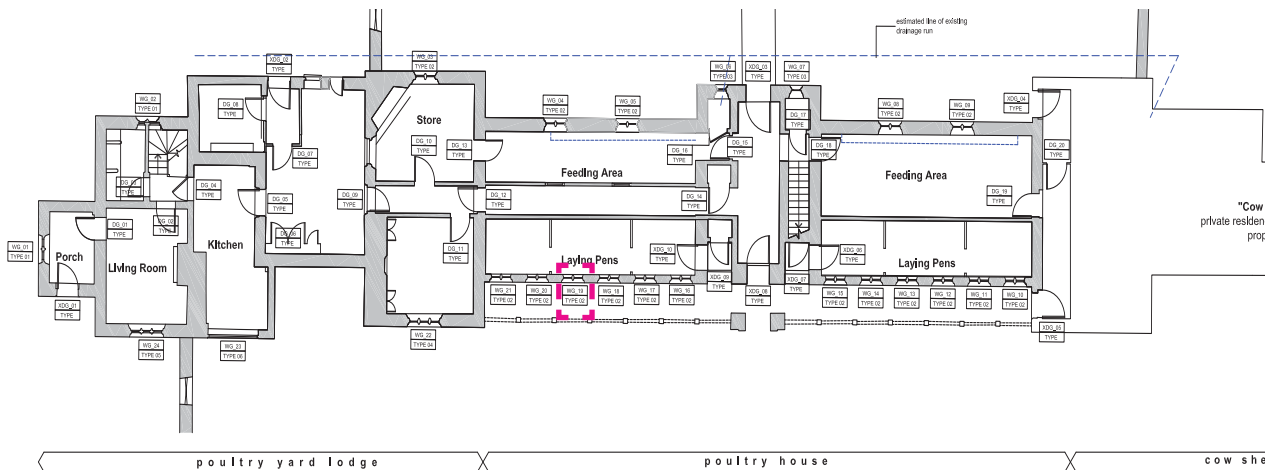 estimated line of existing
drainage run
XDG_02
TYPE
WG_03
TYPE 02
WG_06
TYPE 03
XDG_03
TYPE
WG_07
TYPE 03
WG_02
TYPE 01
DG_08
TYPE
WG_04
TYPE 02
WG_05
TYPE 02
DG_17
TYPE
WG_08
TYPE 02
WG_09
TYPE 02
XDG_04
TYPE
Store
DG_10
TYPE
DG_13
TYPE
DG_16
TYPE
DG_15
TYPE
DG_18
TYPE
DG_20
TYPE
DG_07
TYPE
Feeding Area
Feeding Area
DG_03
TYPE
DG_04
TYPE
DG_05
TYPE
DG_09
TYPE
DG_12
TYPE
DG_14
TYPE
DG_19
TYPE
"Cow
private residen
prop
DG_01
TYPE
DG_02
TYPE
DG_06
TYPE
DG_11
TYPE
WG_01
TYPE 01
Porch
Living Room
Kitchen
Laying Pens
XDG_10
TYPE
XDG_09
TYPE
XDG_06
TYPE
XDG_07
TYPE
Laying Pens
XDG_01
TYPE
WG_21
TYPE 02
WG_20
TYPE 02
WG_19
TYPE 02
WG_18
TYPE 02
WG_17
TYPE 02
WG_16
TYPE 02
XDG_08
TYPE
WG_15
TYPE 02
WG_14
TYPE 02
WG_13
TYPE 02
WG_12
TYPE 02
WG_11
TYPE 02
WG_10
TYPE 02
XDG_05
TYPE
WG_24
TYPE 05
WG_23
TYPE 06
WG_22
TYPE 04
poultry yard lodge
poultry house
cow she